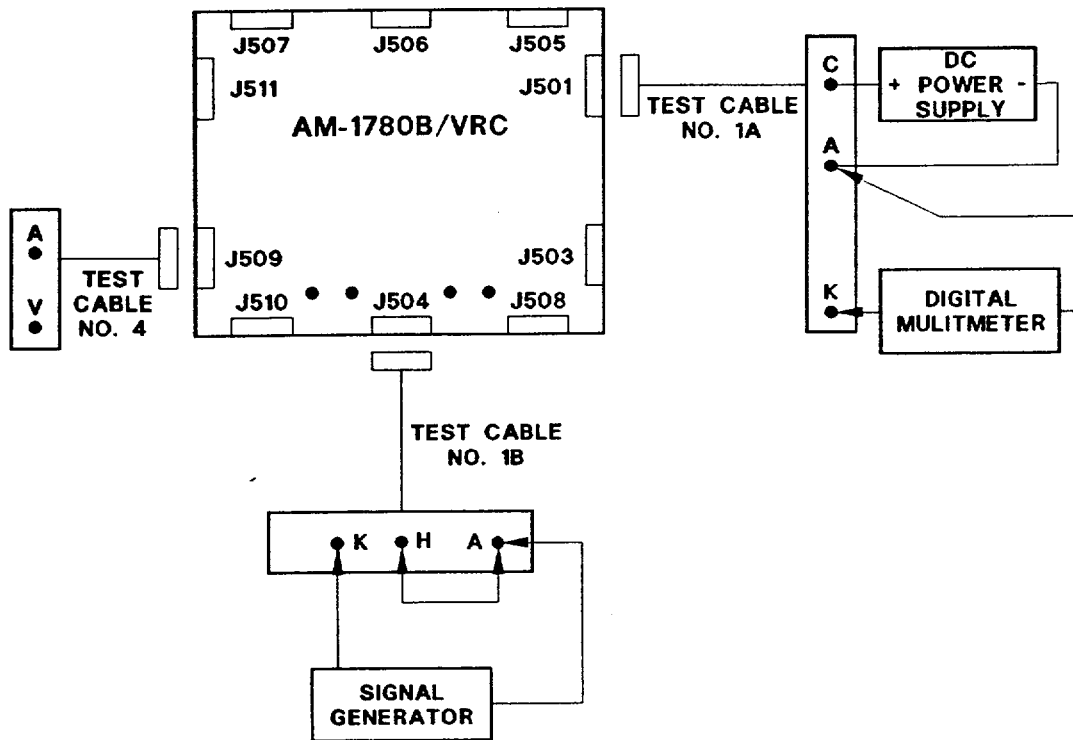 J507
J506
J505
J511
J501
AM-1780B/VRC
J509
J503
J510
J504
J508
TEST CABLE
NO. 1A
C
A
K
+ DC -
POWER
SUPPLY
DIGITAL
MULITMETER
A
V
TEST
CABLE
NO. 4
TEST CABLE
NO. 1B
K
H
A
SIGNAL
GENERATOR